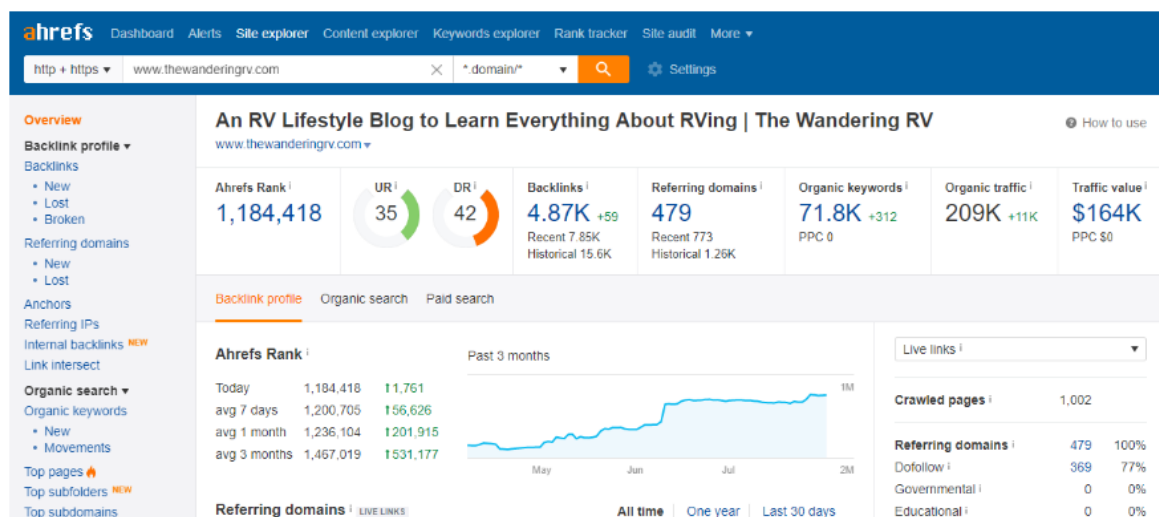 ahrefs Dashboard Alerts Site explorer Content explorer Keywords explorer Rank tracker Site audit More
http + https www.thewanderingrv.com *.domain/* Settings
Overview
Backlink profile
Backlinks
New
Lost
Broken
Referring domains
New
Lost
Anchors
Referring IPs
Internal backlinks NEW
Link intersect
Organic search
Organic keywords
New
Movements
Top pages
Top subfolders NEW
Top subdomains
An RV Lifestyle Blog to Learn Everything About RVing | The Wandering RV
How to use
www.thewanderingrv.com
Ahrefs Rank i
1,184,418
UR i
35
DR i
42
Backlinks i
4.87K +59
Recent 7.85K
Historical 15.6K
Referring domains i
479
Recent 773
Historical 1.26K
Organic keywords i
71.8K +312
PPC 0
Organic traffic i
209K +11K
Traffic value i
$164K
PPC $0
Backlink profile Organic search Paid search
Ahrefs Rank i
Today 1,184,418 ↑1,761
avg 7 days 1,200,705 ↑56,626
avg 1 month 1,236,104 ↑201,915
avg 3 months 1,467,019 ↑531,177
Past 3 months
1M
May Jun Jul 2M
Live links i
Crawled pages i 1,002
Referring domains i 479 100%
Dofollow i 369 77%
Governmental i 0 0%
Educational i 0 0%
Referring domains i LIVE LINKS
All time One year Last 30 days